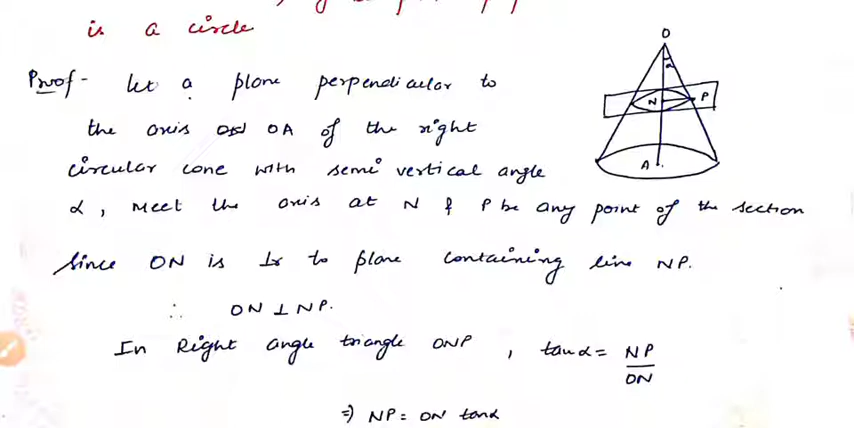 is a circle
Proof - let a plane perpendicular to
the axis OA of the right
circular cone with semi vertical angle
α, meet the axis at N & P be any point of the section
Since ON is ⊥r to plane containing line NP.
∴ ON ⊥ NP.
In Right angle triangle ONP, tanα = NP/ON
⇒ NP = ON tanα
O
α
N
P
A